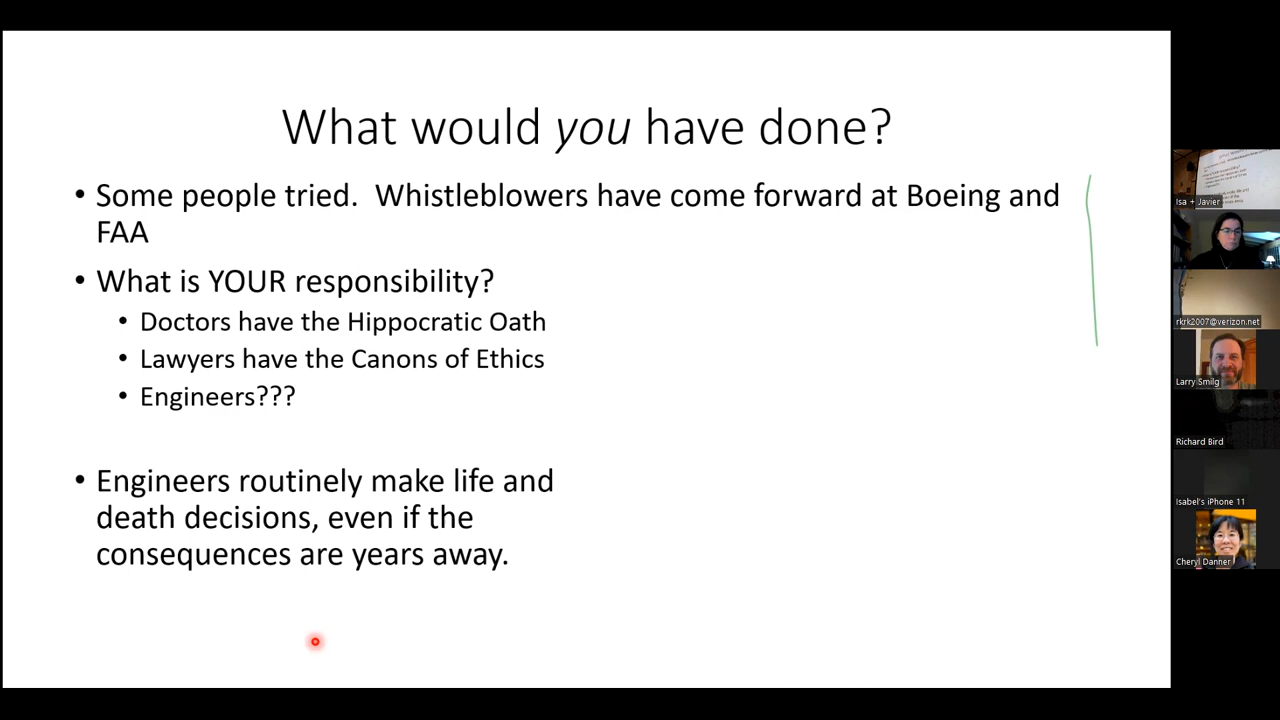 What would you have done?
• Some people tried.  Whistleblowers have come forward at Boeing and
FAA
• What is YOUR responsibility?
• Doctors have the Hippocratic Oath
• Lawyers have the Canons of Ethics
• Engineers???
• Engineers routinely make life and
death decisions, even if the
consequences are years away.
Isa + Javier
rkrk2007@verizon.net
Larry Smilg
Richard Bird
Isabel's iPhone 11
Cheryl Danner